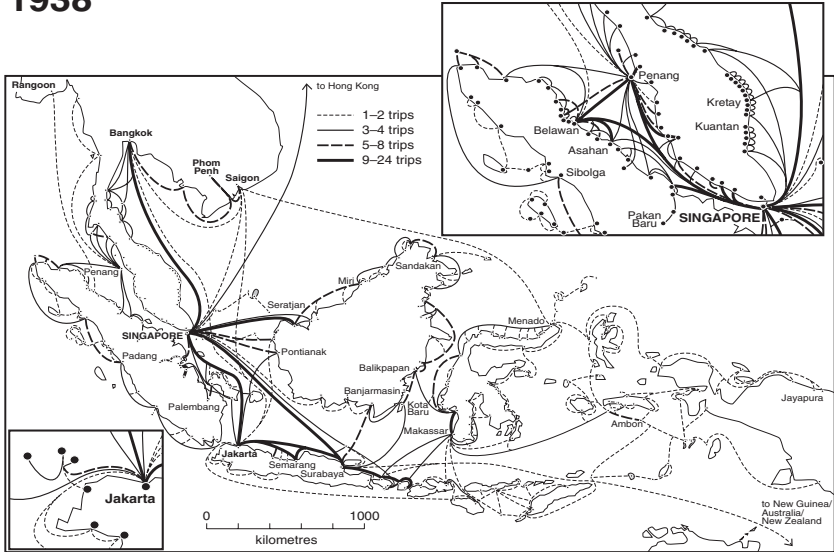 1938
Rangoon
to Hong Kong
1–2 trips
3–4 trips
5–8 trips
9–24 trips
Bangkok
Phom
Penh
Saigon
Penang
Kretay
Kuantan
Belawan
Asahan
Sibolga
Pakan
Baru
SINGAPORE
Penang
Sandakan
Miri
Seratjan
Menado
SINGAPORE
Padang
Pontianak
Balikpapan
Banjarmasin
Kota
Baru
Palembang
Makassar
Jayapura
Ambon
Jakarta
Semarang
Surabaya
Jakarta
to New Guinea/
Australia/
New Zealand
0
1000
kilometres